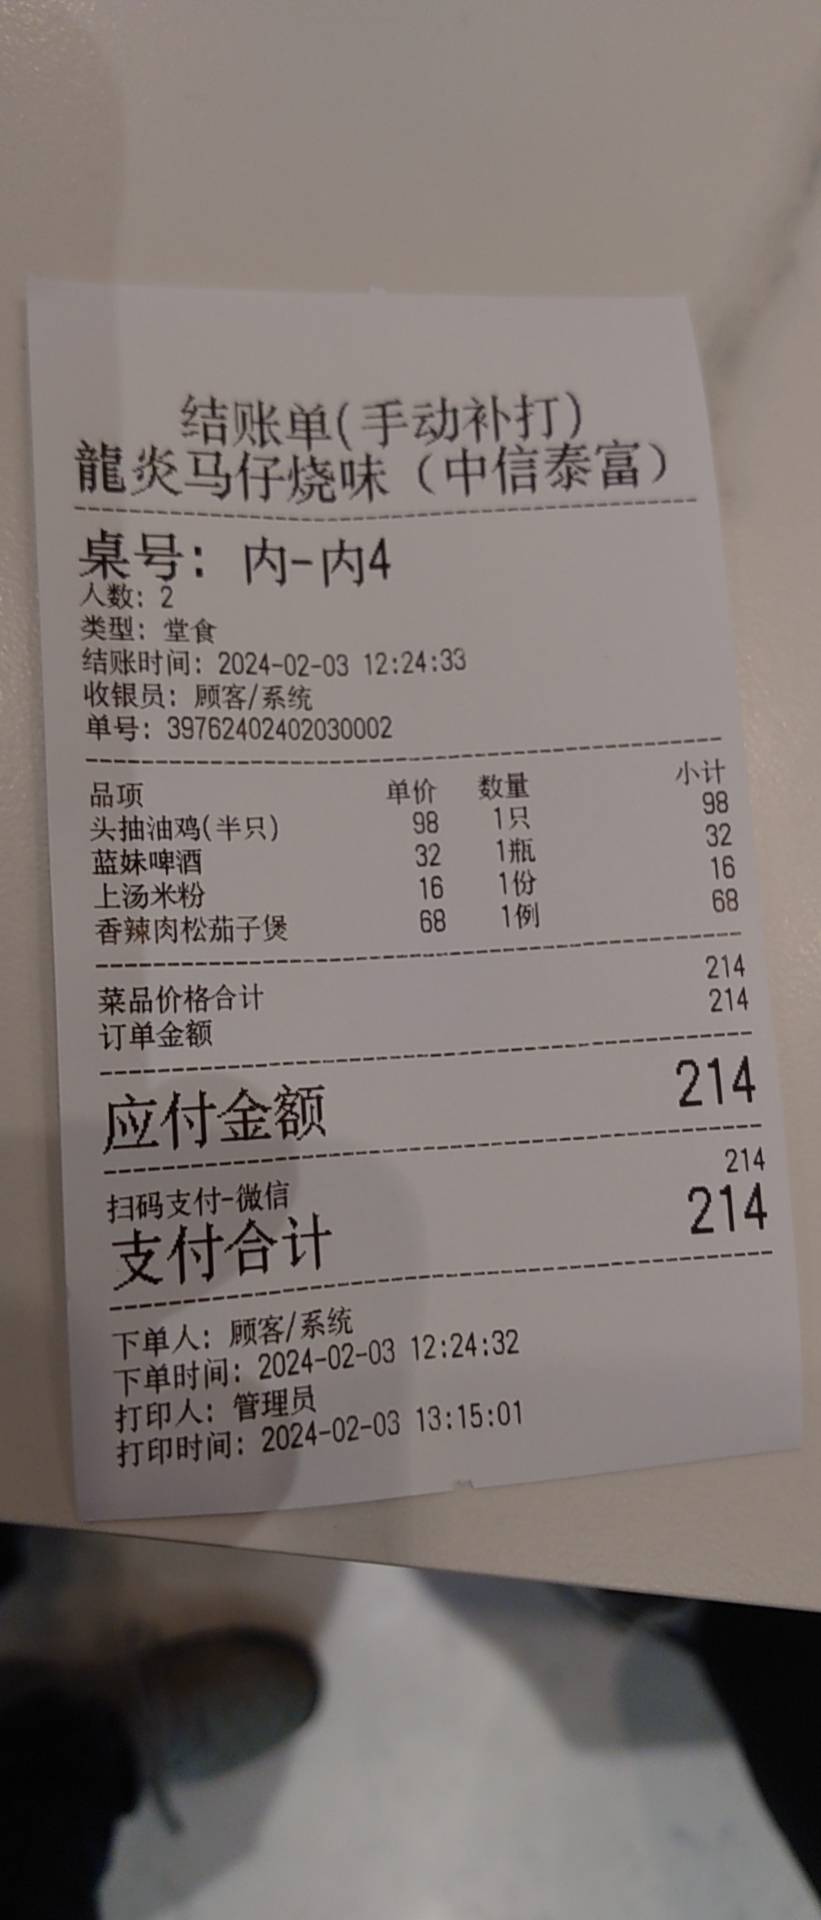 结账单(手动补打)
龍炎马仔烧味（中信泰富）
桌号: 内-内4
人数: 2
类型: 堂食
结账时间: 2024-02-03 12:24:33
收银员: 顾客/系统
单号: 39762402402030002
品项 单价 数量 小计
头抽油鸡(半只) 98 1只 98
蓝妹啤酒 32 1瓶 32
上汤米粉 16 1份 16
香辣肉松茄子煲 68 1例 68
菜品价格合计 214
订单金额 214
应付金额 214
扫码支付-微信 214
支付合计 214
下单人: 顾客/系统
下单时间: 2024-02-03 12:24:32
打印人: 管理员
打印时间: 2024-02-03 13:15:01